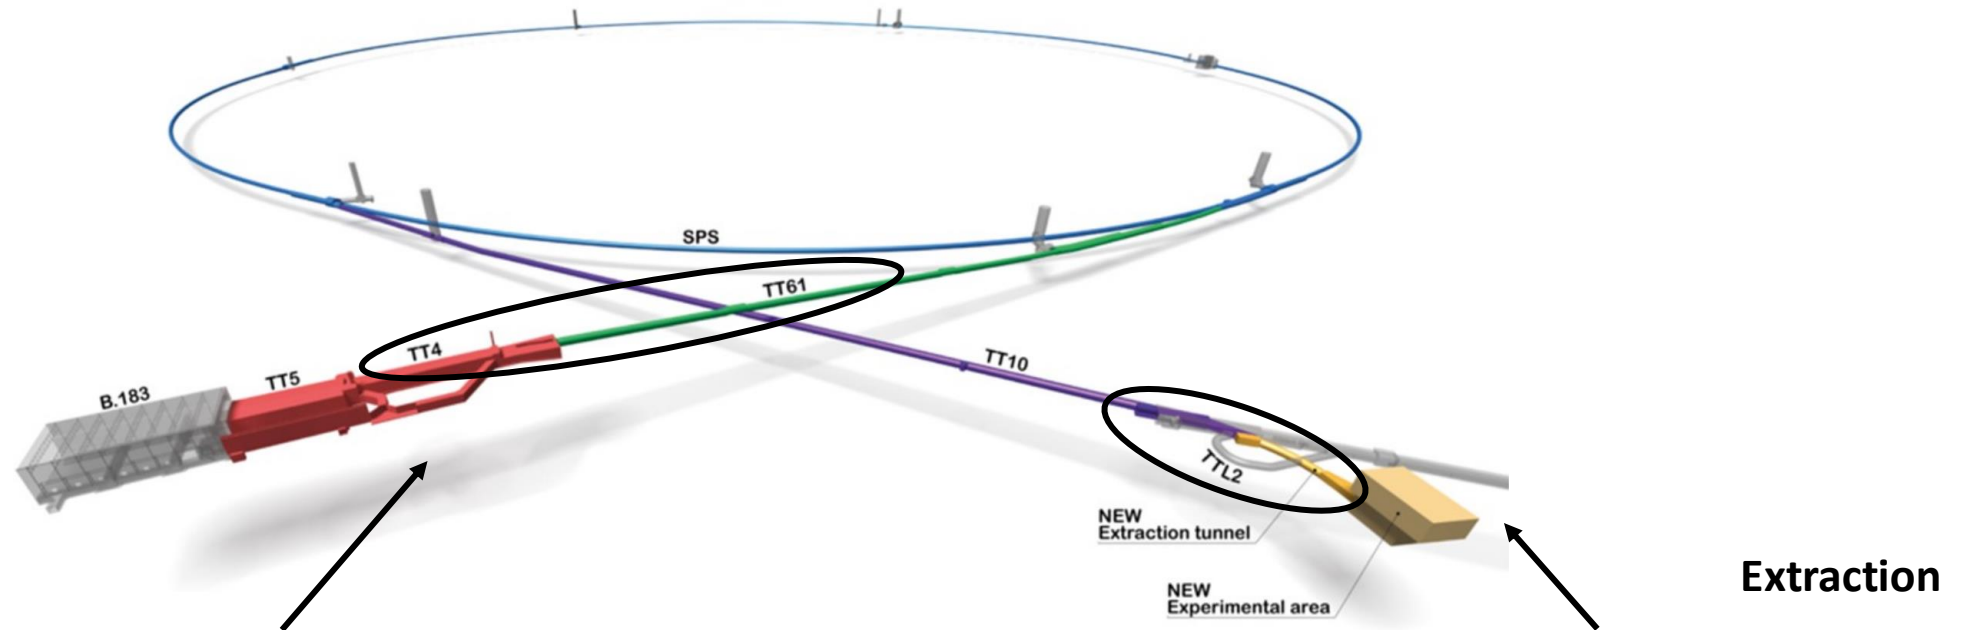 SPS
TT61
TT4
TT5
B.183
TT10
TTL2
NEW
Extraction tunnel
NEW
Experimental area
Extraction